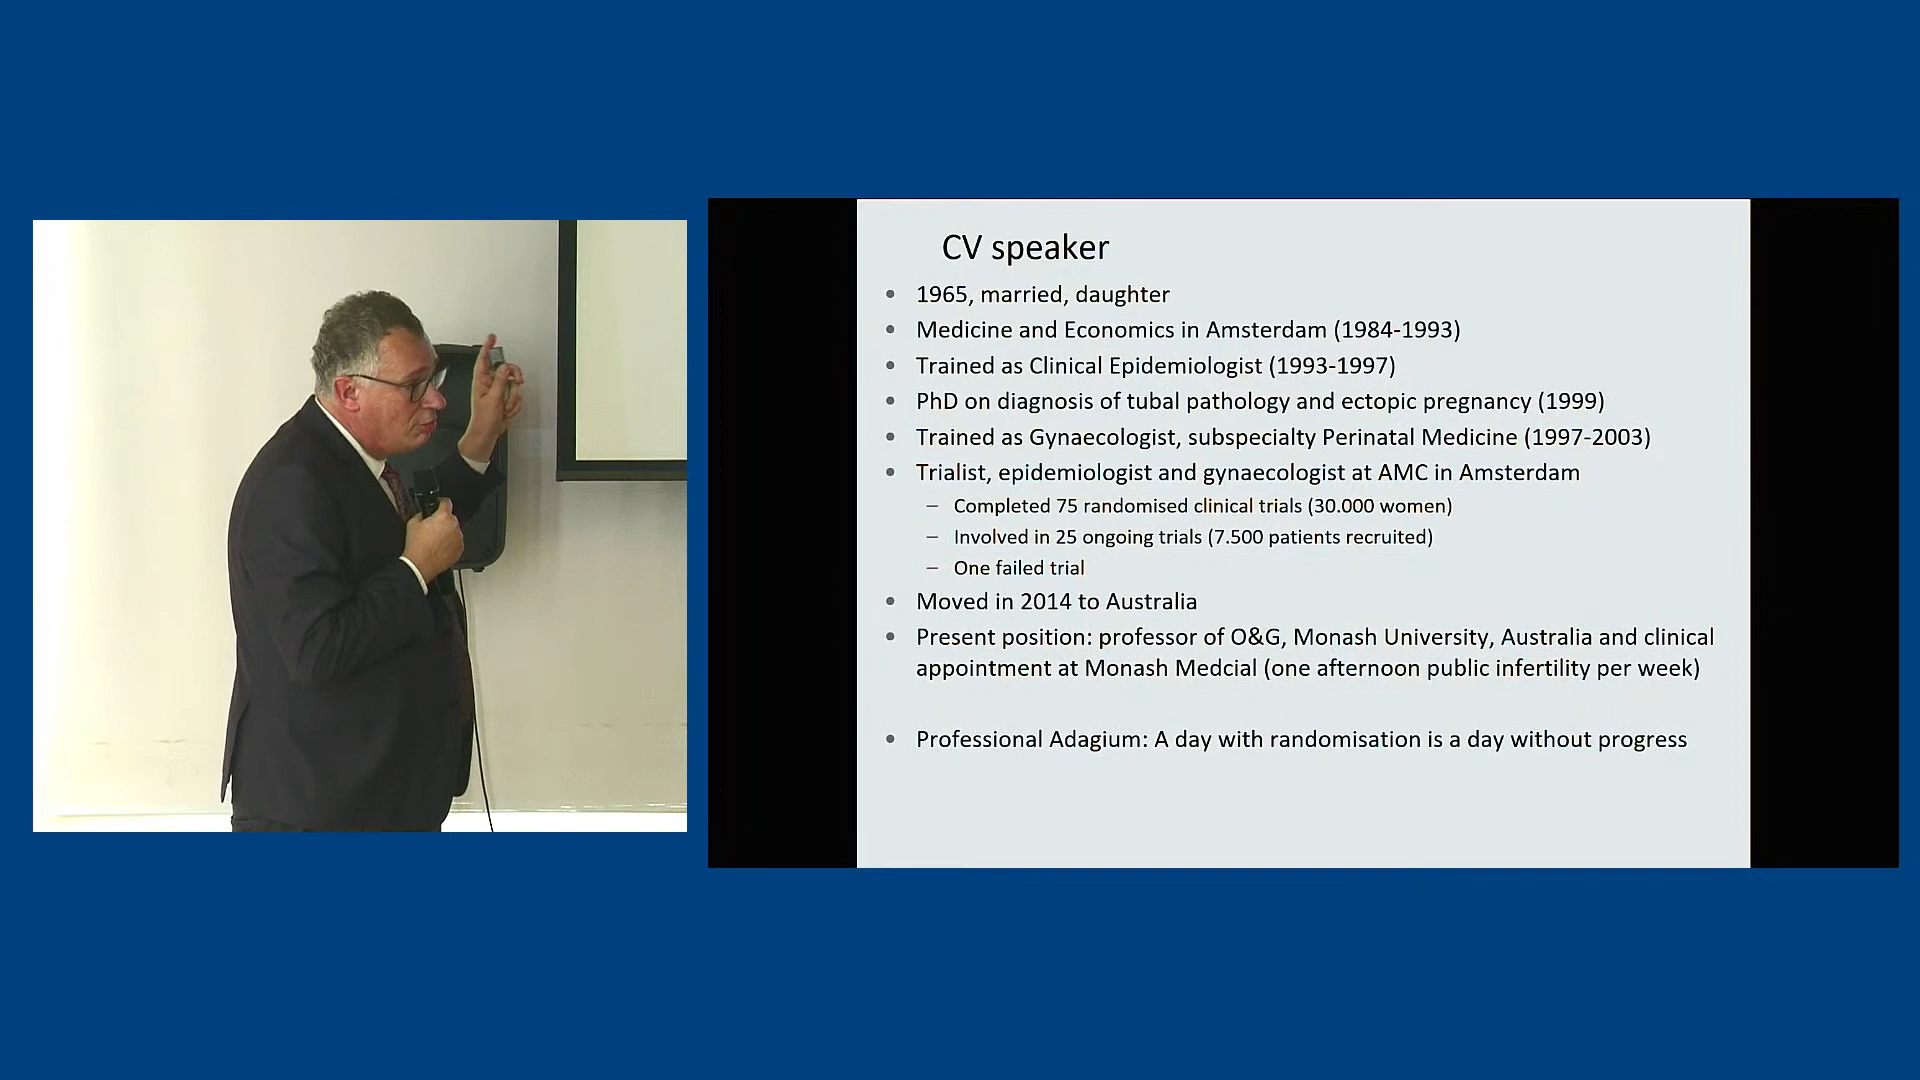 CV speaker
• 1965, married, daughter
• Medicine and Economics in Amsterdam (1984-1993)
• Trained as Clinical Epidemiologist (1993-1997)
• PhD on diagnosis of tubal pathology and ectopic pregnancy (1999)
• Trained as Gynaecologist, subspecialty Perinatal Medicine (1997-2003)
• Trialist, epidemiologist and gynaecologist at AMC in Amsterdam
– Completed 75 randomised clinical trials (30.000 women)
– Involved in 25 ongoing trials (7.500 patients recruited)
– One failed trial
• Moved in 2014 to Australia
• Present position: professor of O&G, Monash University, Australia and clinical
appointment at Monash Medcial (one afternoon public infertility per week)
• Professional Adagium: A day with randomisation is a day without progress